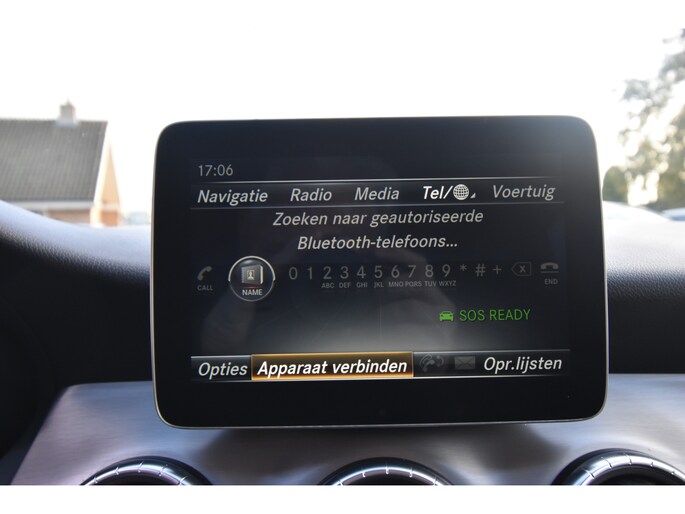 17:06
Navigatie Radio Media Tel/ Voertuig
Zoeken naar geautoriseerde
Bluetooth-telefoons...
0 1 2 3 4 5 6 7 8 9 * # +
ABC DEF GHI JKL MNO PQRS TUV WXYZ
CALL NAME END
SOS READY
Opties Apparaat verbinden Opr.lijsten